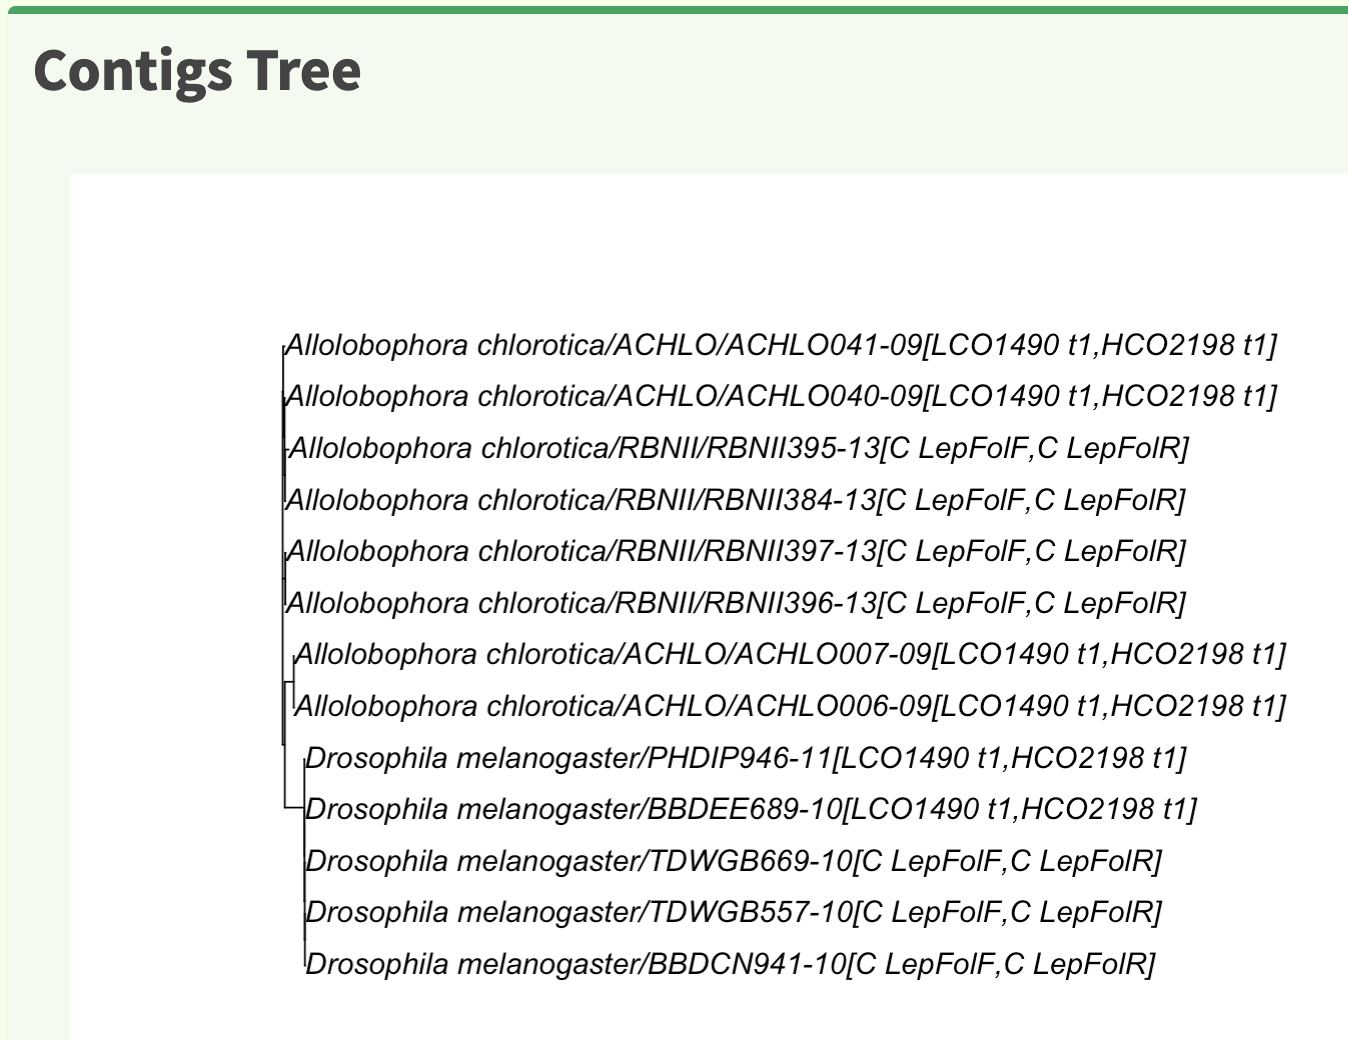 Contigs Tree
Allolobophora chlorotica/ACHLO/ACHLO041-09[LCO1490 t1,HCO2198 t1]
Allolobophora chlorotica/ACHLO/ACHLO040-09[LCO1490 t1,HCO2198 t1]
Allolobophora chlorotica/RBNII/RBNII395-13[C LepFolF,C LepFolR]
Allolobophora chlorotica/RBNII/RBNII384-13[C LepFolF,C LepFolR]
Allolobophora chlorotica/RBNII/RBNII397-13[C LepFolF,C LepFolR]
Allolobophora chlorotica/RBNII/RBNII396-13[C LepFolF,C LepFolR]
Allolobophora chlorotica/ACHLO/ACHLO007-09[LCO1490 t1,HCO2198 t1]
Allolobophora chlorotica/ACHLO/ACHLO006-09[LCO1490 t1,HCO2198 t1]
Drosophila melanogaster/PHDIP946-11[LCO1490 t1,HCO2198 t1]
Drosophila melanogaster/BBDEE689-10[LCO1490 t1,HCO2198 t1]
Drosophila melanogaster/TDWGB669-10[C LepFolF,C LepFolR]
Drosophila melanogaster/TDWGB557-10[C LepFolF,C LepFolR]
Drosophila melanogaster/BBDCN941-10[C LepFolF,C LepFolR]